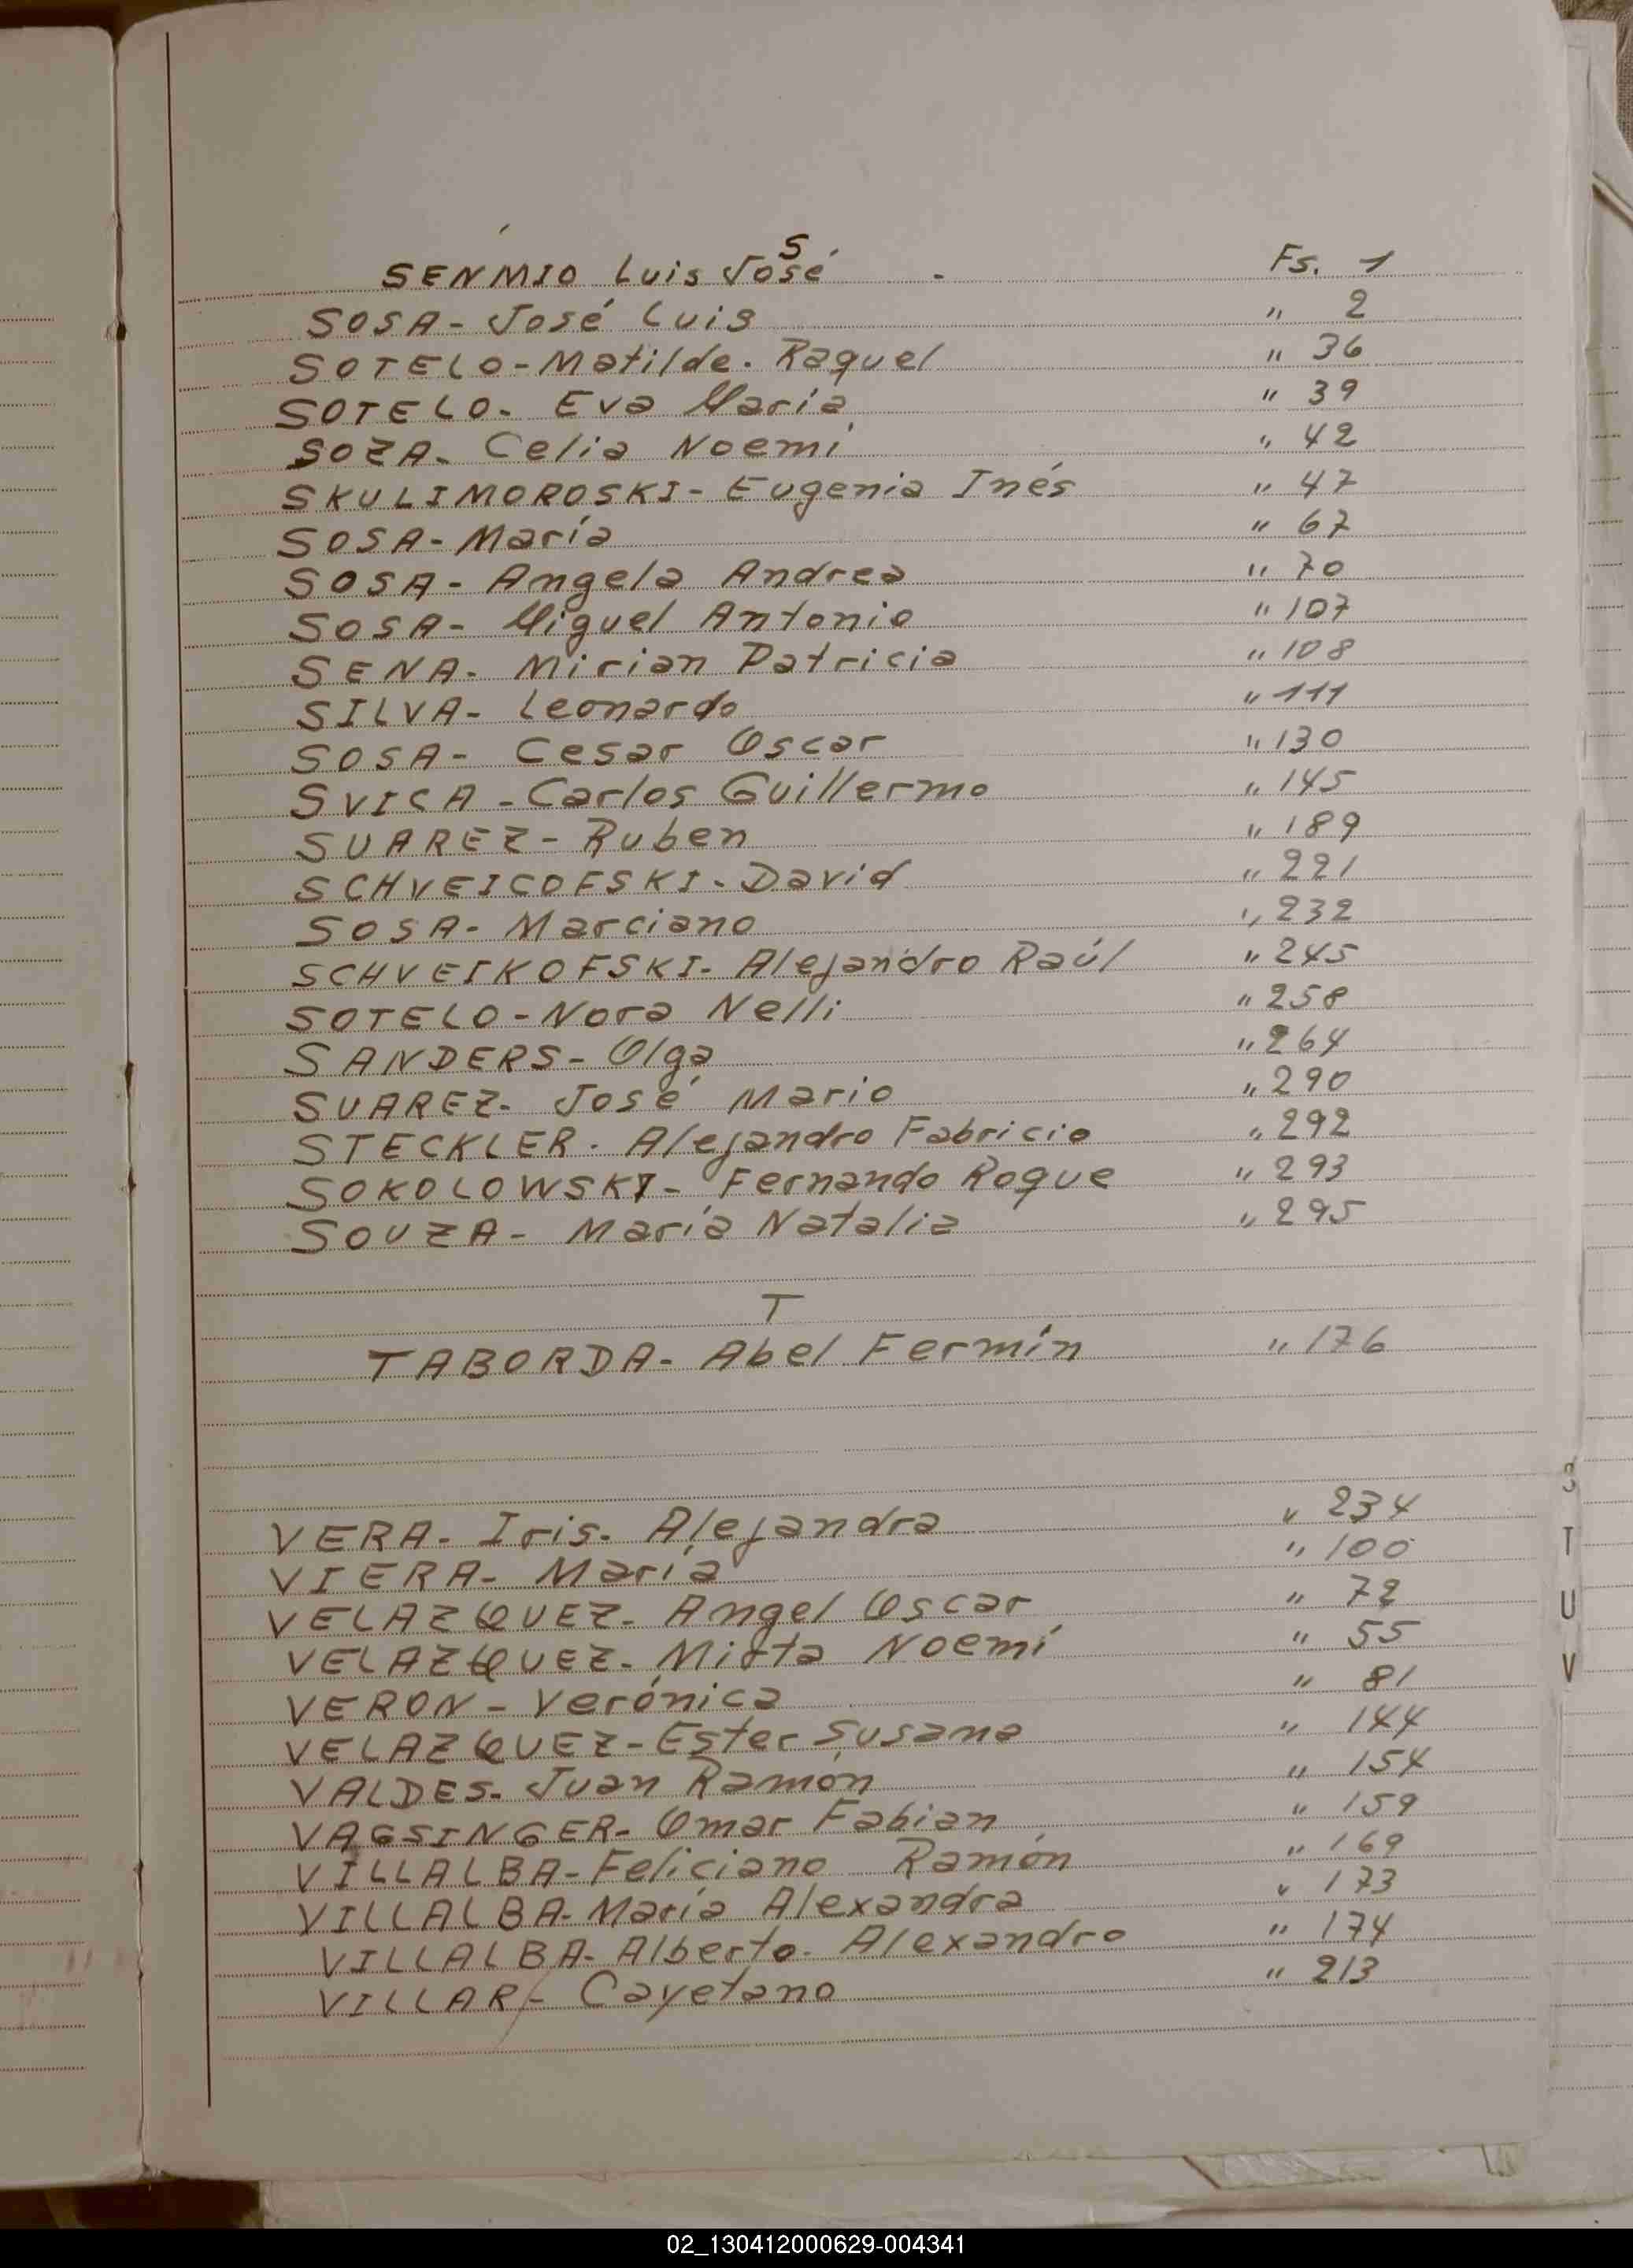 S
SENMIO Luis José - Fs. 1
SOSA - José Luis " 2
SOTELO - Matilde. Raquel " 36
SOTELO - Eva Maria " 39
SOZA - Celia Noemí " 42
SKULIMOROSKI - Eugenia Inés " 47
SOSA - María " 67
SOSA - Angela Andrea " 70
SOSA - Miguel Antonio " 107
SENA - Mirian Patricia " 108
SILVA - Leonardo " 111
SOSA - Cesar Oscar " 130
SVICA - Carlos Guillermo " 145
SUAREZ - Ruben " 189
SCHVEICOFSKI - David " 221
SOSA - Marciano " 232
SCHVEIKOFSKI - Alejandro Raúl " 245
SOTELO - Nora Nelli " 258
SANDERS - Olga " 264
SUAREZ - José Mario " 290
STECKLER - Alejandro Fabricio " 292
SOKOLOWSKI - Fernando Roque " 293
SOUZA - María Natalia " 295
T
TABORDA - Abel Fermín " 176
VERA - Iris - Alejandra " 234
VIERA - María " 100
VELAZQUEZ - Angel Oscar " 72
VELAZQUEZ - Mirta Noemí " 55
VERON - Verónica " 81
VELAZQUEZ - Ester Susana " 144
VALDES - Juan Ramón " 154
VAGSINGER - Omar Fabian " 159
VILLALBA - Feliciano Ramón " 169
VILLALBA - María Alexandra " 173
VILLALBA - Alberto - Alexandro " 174
VILLAR - Cayetano " 213
S
T
U
V
02_130412000629-004341